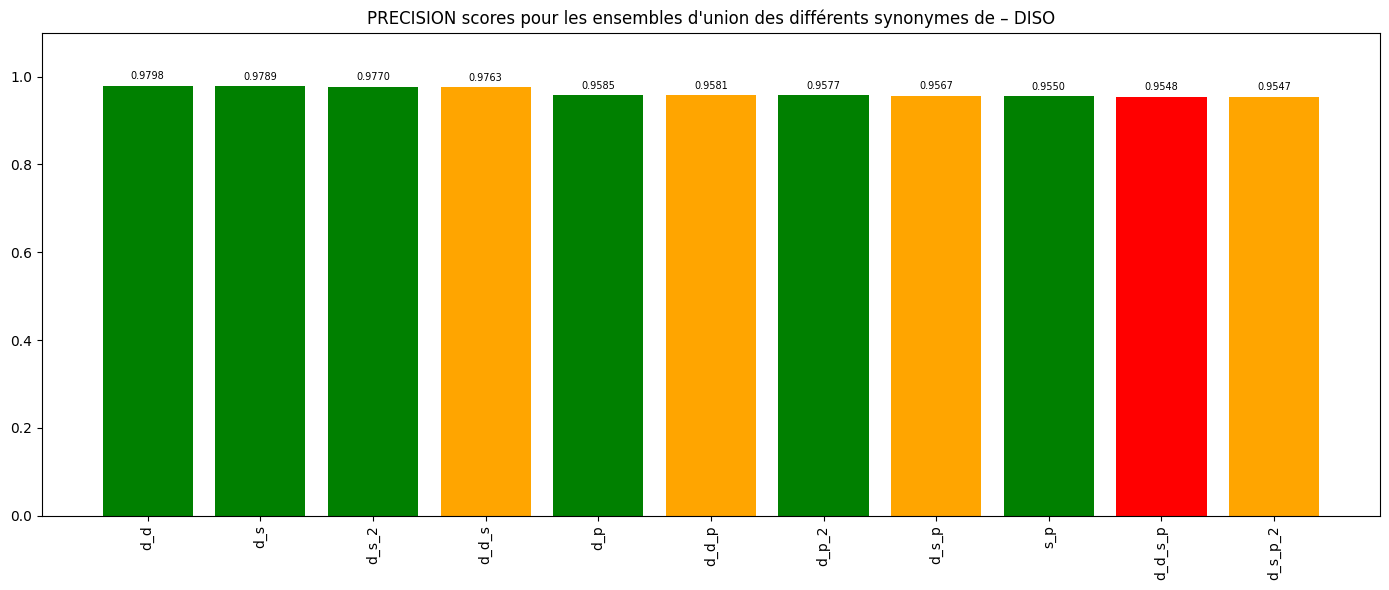 PRECISION scores pour les ensembles d'union des différents synonymes de – DISO
0.9798 0.9789 0.9770 0.9763 0.9585 0.9581 0.9577 0.9567 0.9550 0.9548 0.9547
1.0
0.8
0.6
0.4
0.2
0.0
d_d d_s d_s_2 d_d_s d_p d_d_p d_p_2 d_s_p s_p d_d_s_p d_s_p_2